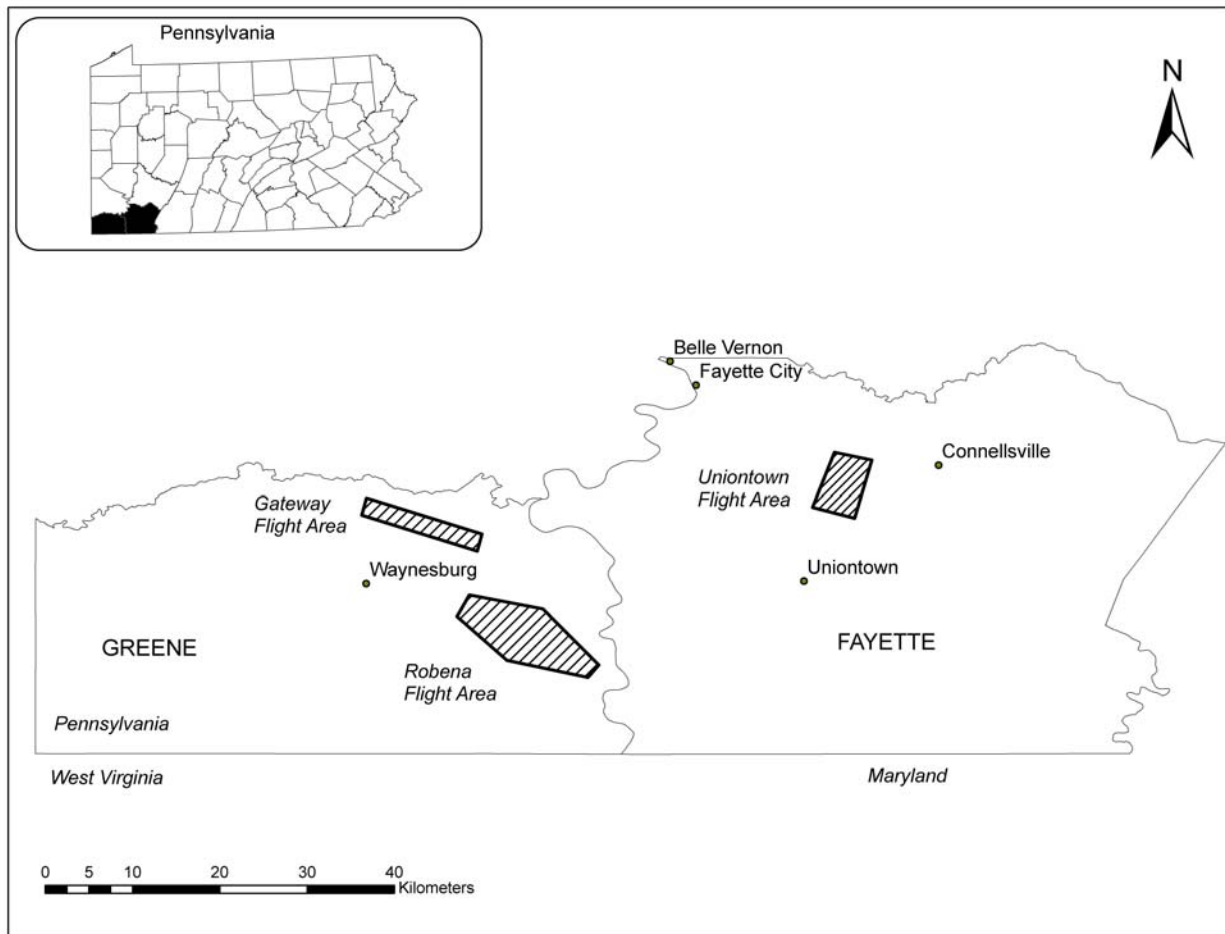 Pennsylvania
N
Belle Vernon
Fayette City
Connellsville
Uniontown
Flight Area
Gateway
Flight Area
Waynesburg
Uniontown
GREENE
FAYETTE
Robena
Flight Area
Pennsylvania
West Virginia
Maryland
0 5 10 20 30 40
Kilometers